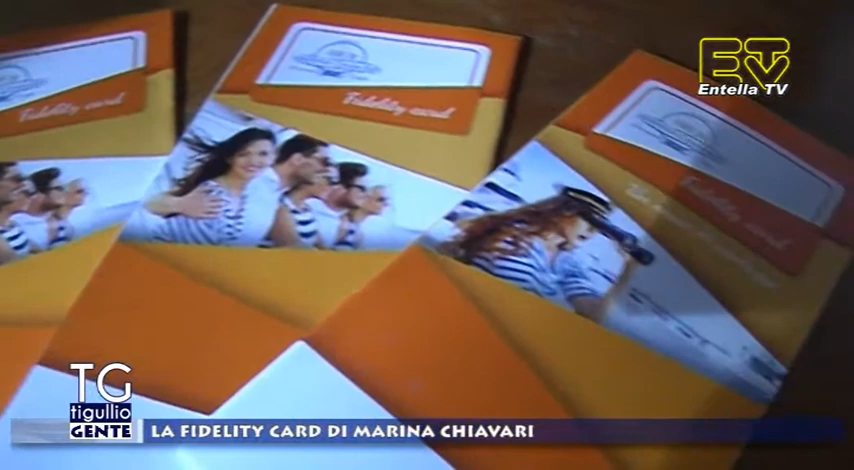 ETV
Entella TV
Fidelity card
Fidelity card
Fidelity card
TG
tigullio
GENTE
LA FIDELITY CARD DI MARINA CHIAVARI